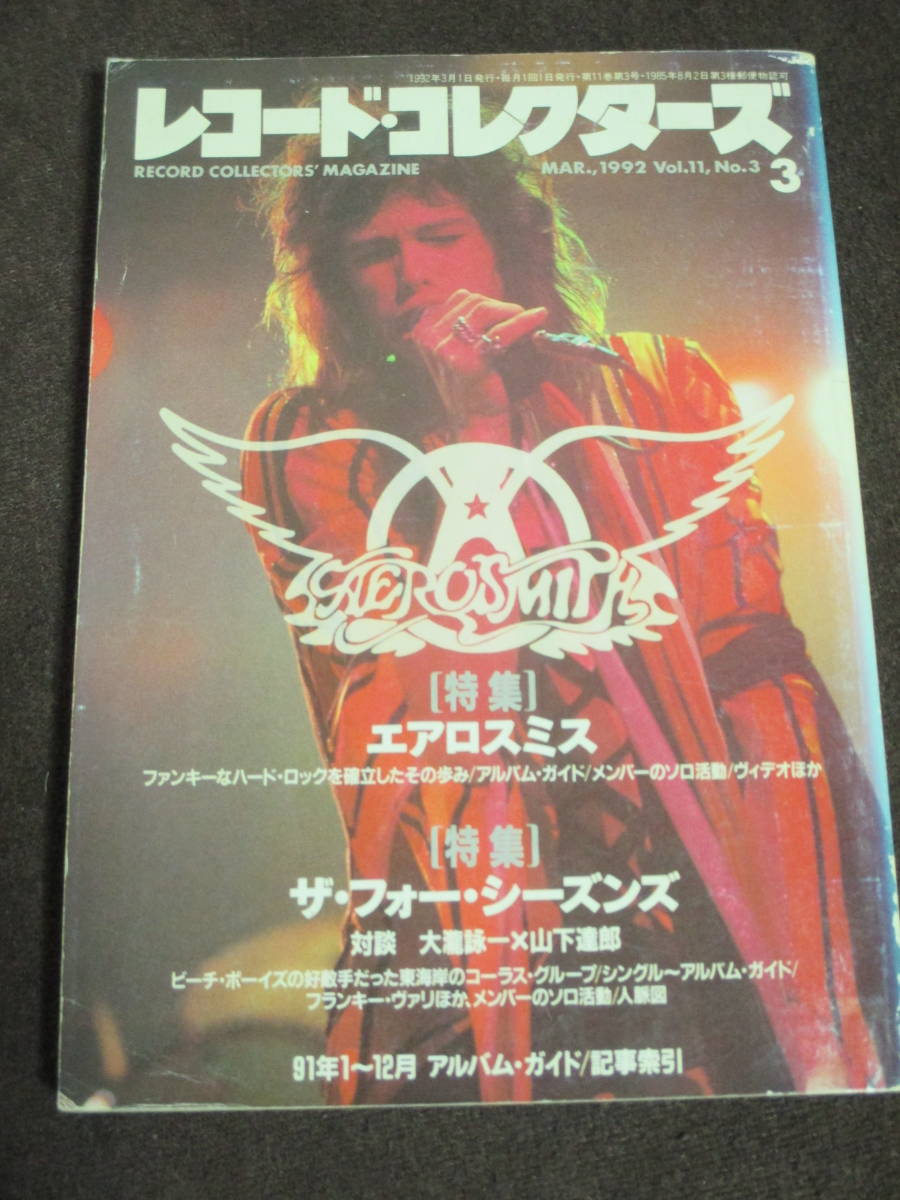 1992年3月1日発行・毎月1回1日発行・第11巻第3号・1985年8月2日第3種郵便物認可
レコード・コレクターズ
RECORD COLLECTORS' MAGAZINE
MAR.,1992 Vol.11, No.3 3
A
AEROSMITH
[特集]
エアロスミス
ファンキーなハード・ロックを確立したその歩み/アルバム・ガイド/メンバーのソロ活動/ヴィデオほか
[特集]
ザ・フォー・シーズンズ
対談 大瀧詠一×山下達郎
ビーチ・ボーイズの好敵手だった東海岸のコーラス・グループ/シングル〜アルバム・ガイド/
フランキー・ヴァリほか、メンバーのソロ活動/人脈図
91年1〜12月 アルバム・ガイド/記事索引